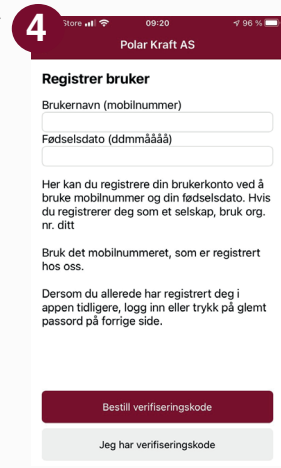 4
Store 09:20 96 %
Polar Kraft AS
Registrer bruker
Brukernavn (mobilnummer)
Fødselsdato (ddmmåååå)
Her kan du registrere din brukerkonto ved å
bruke mobilnummer og din fødselsdato. Hvis
du registrerer deg som et selskap, bruk org.
nr. ditt
Bruk det mobilnummeret, som er registrert
hos oss.
Dersom du allerede har registrert deg i
appen tidligere, logg inn eller trykk på glemt
passord på forrige side.
Bestill verifiseringskode
Jeg har verifiseringskode